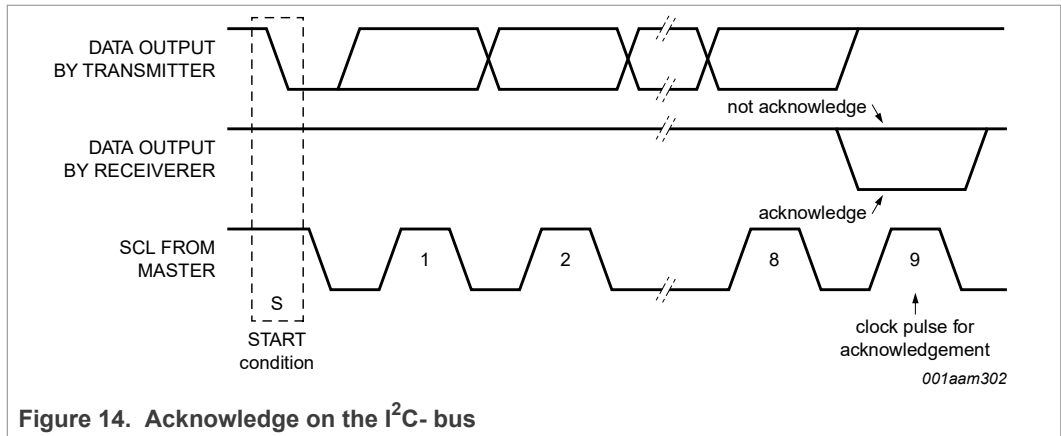 DATA OUTPUT
BY TRANSMITTER
not acknowledge
DATA OUTPUT
BY RECEIVERER
acknowledge
SCL FROM
MASTER
1
2
8
9
S
START
condition
clock pulse for
acknowledgement
001aam302
Figure 14. Acknowledge on the I²C- bus